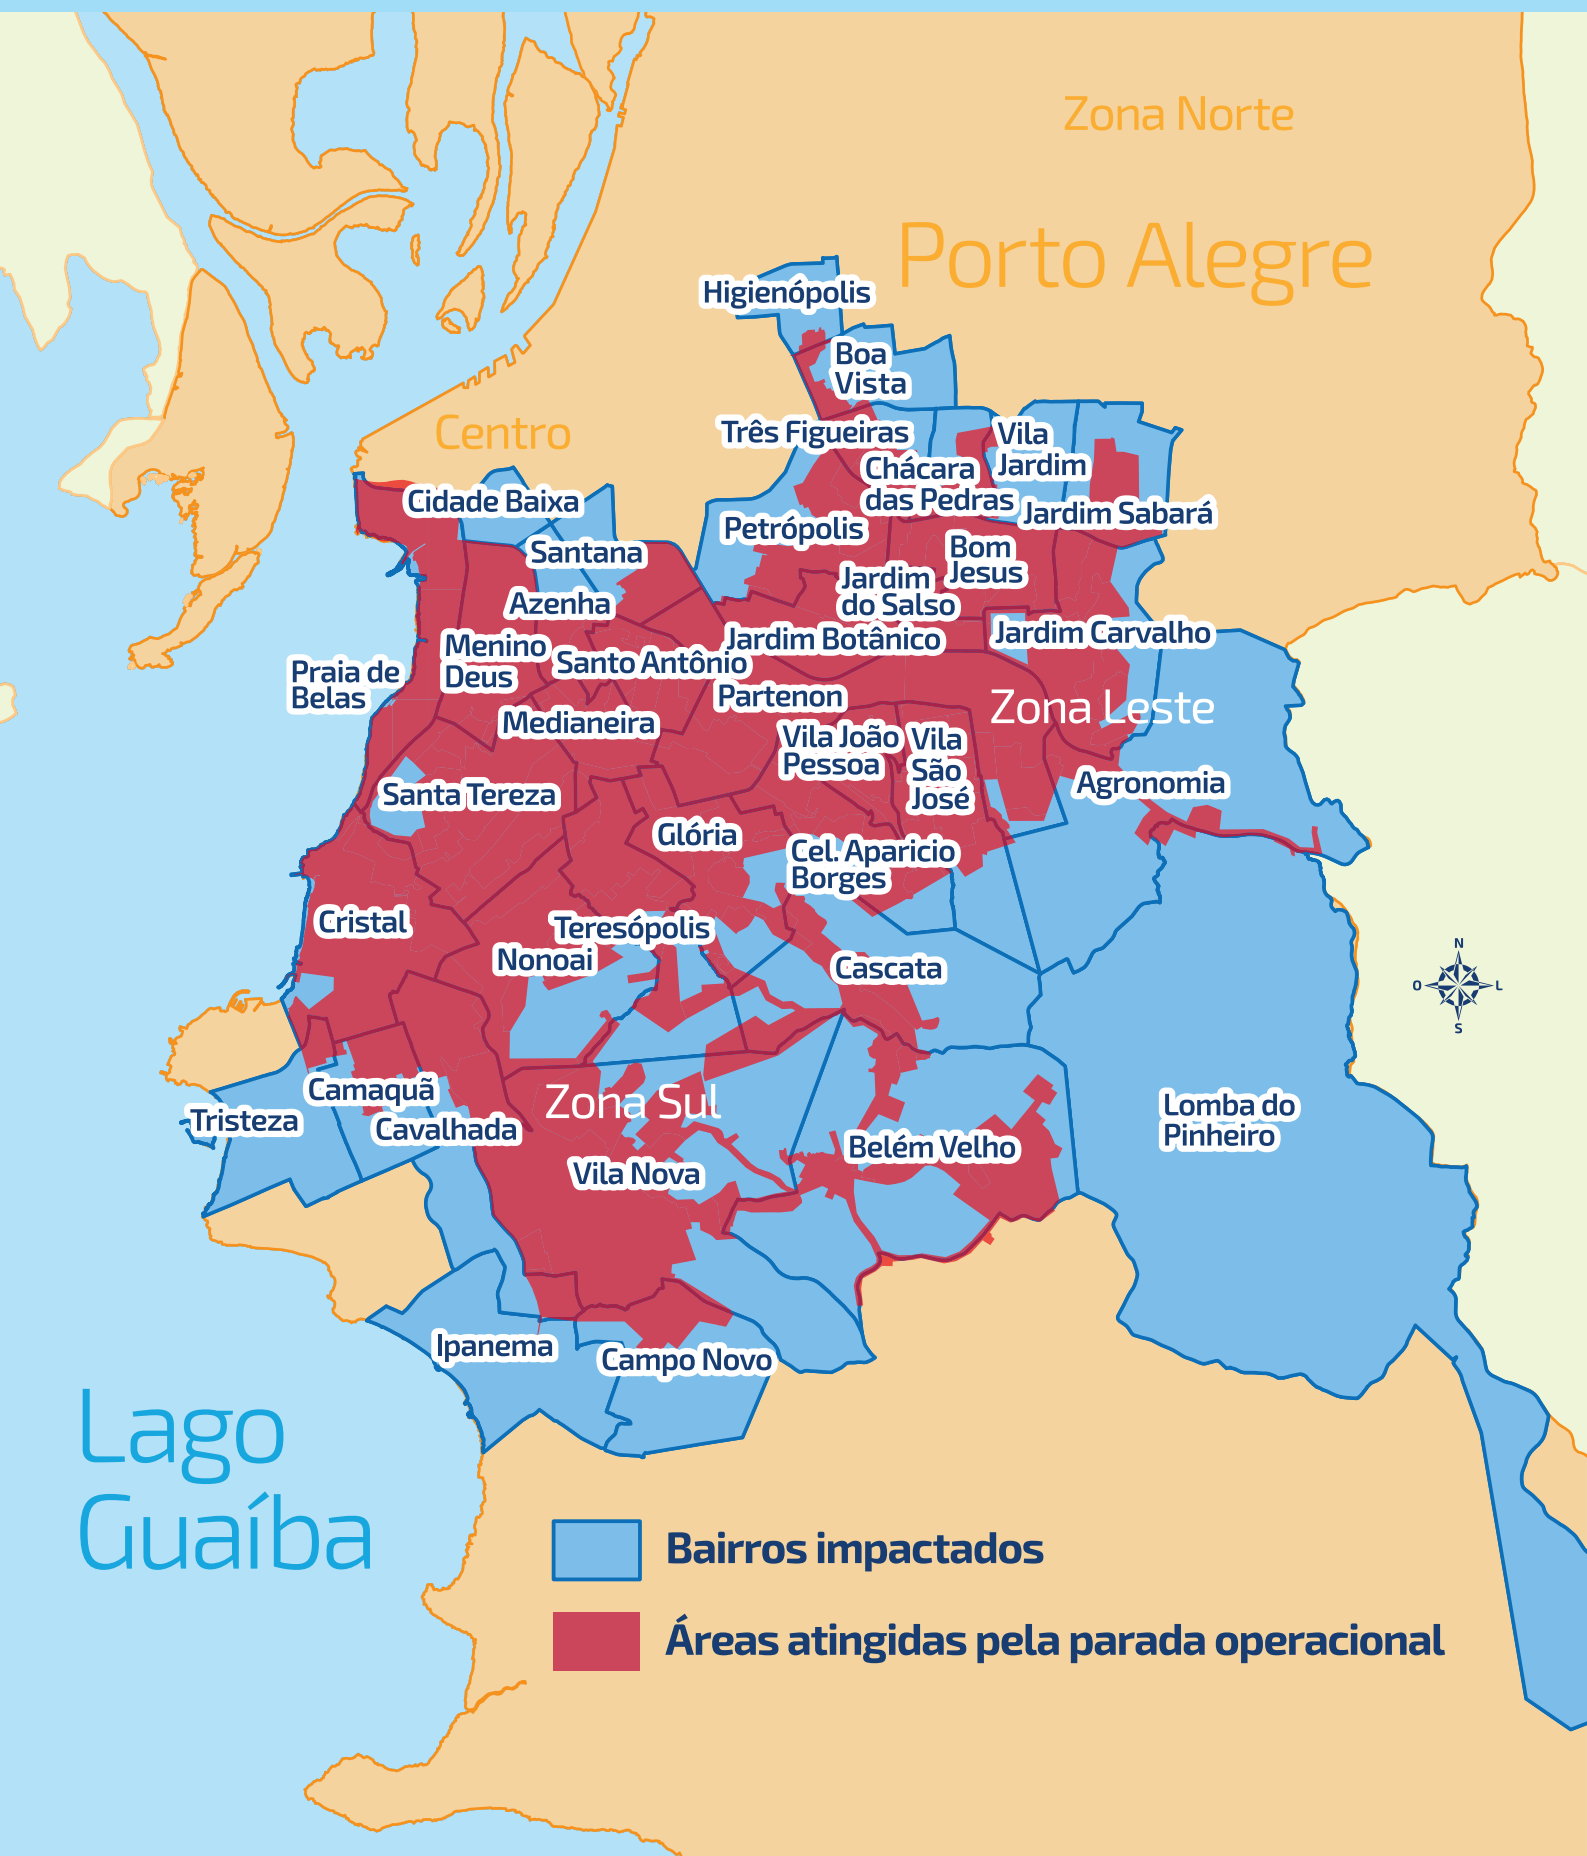 Zona Norte
Porto Alegre
Higienópolis
Boa
Vista
Centro
Três Figueiras
Vila
Jardim
Chácara
das Pedras
Cidade Baixa
Jardim Sabará
Petrópolis
Santana
Bom
Jesus
Jardim
do Salso
Azenha
Jardim Carvalho
Jardim Botânico
Menino
Deus
Santo Antônio
Praia de
Belas
Partenon
Zona Leste
Medianeira
Vila João
Pessoa
Vila
São
José
Agronomia
Santa Tereza
Glória
Cel. Aparicio
Borges
Cristal
Teresópolis
Nonoai
Cascata
N
O
L
S
Camaquã
Zona Sul
Tristeza
Cavalhada
Lomba do
Pinheiro
Belém Velho
Vila Nova
Ipanema
Campo Novo
Lago
Guaíba
Bairros impactados
Áreas atingidas pela parada operacional